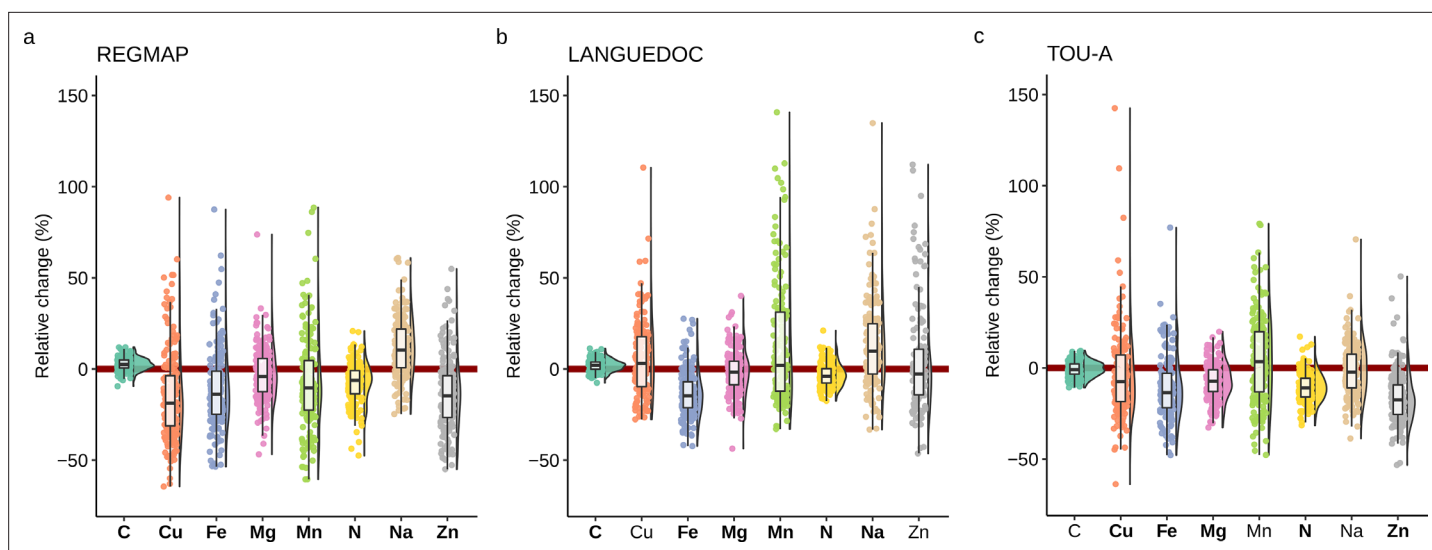 a
REGMAP
Relative change (%)
150
100
50
0
−50
C Cu Fe Mg Mn N Na Zn
b
LANGUEDOC
Relative change (%)
150
100
50
0
−50
C Cu Fe Mg Mn N Na Zn
c
TOU-A
Relative change (%)
150
100
50
0
−50
C Cu Fe Mg Mn N Na Zn